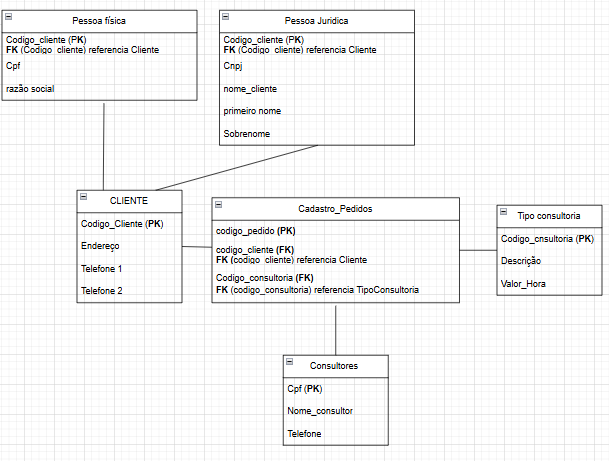 Pessoa física
Codigo_cliente (PK)
FK (Codigo_cliente) referencia Cliente
Cpf
razão social
Pessoa Juridica
Codigo_cliente (PK)
FK (Codigo_cliente) referencia Cliente
Cnpj
nome_cliente
primeiro nome
Sobrenome
CLIENTE
Codigo_Cliente (PK)
Endereço
Telefone 1
Telefone 2
Cadastro_Pedidos
codigo_pedido (PK)
codigo_cliente (FK)
FK (codigo_cliente) referencia Cliente
Codigo_consultoria (FK)
FK (codigo_consultoria) referencia TipoConsultoria
Tipo consultoria
Codigo_cnsultoria (PK)
Descrição
Valor_Hora
Consultores
Cpf (PK)
Nome_consultor
Telefone